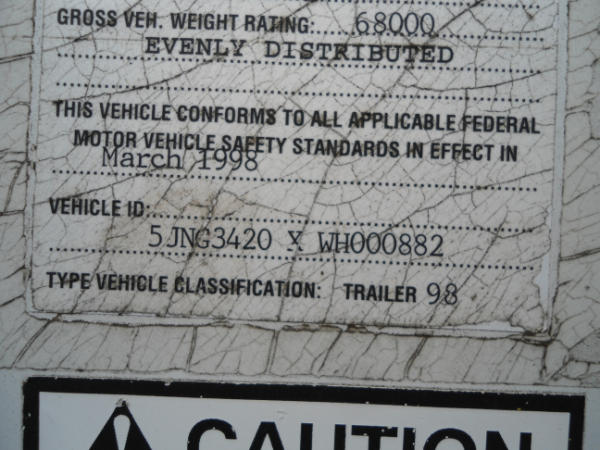 GROSS VEH. WEIGHT RATING: 68000
EVENLY DISTRIBUTED
THIS VEHICLE CONFORMS TO ALL APPLICABLE FEDERAL
MOTOR VEHICLE SAFETY STANDARDS IN EFFECT IN
March 1998
VEHICLE ID:
5JNG3420 X WH000882
TYPE VEHICLE CLASSIFICATION: TRAILER 98
CAUTION